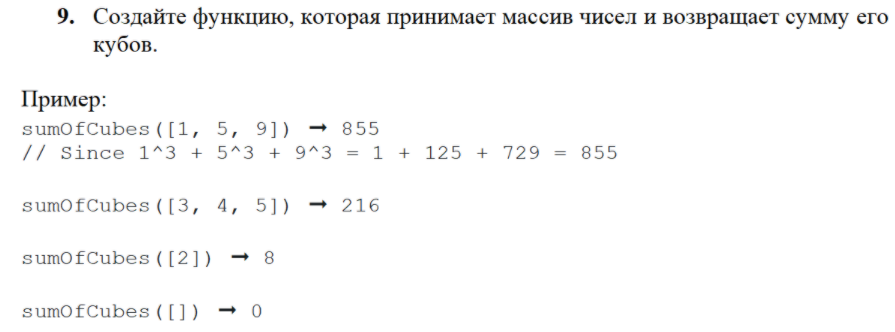 9. Создайте функцию, которая принимает массив чисел и возвращает сумму его
кубов.
Пример:
sumOfCubes([1, 5, 9]) ➞ 855
// Since 1^3 + 5^3 + 9^3 = 1 + 125 + 729 = 855
sumOfCubes([3, 4, 5]) ➞ 216
sumOfCubes([2]) ➞ 8
sumOfCubes([]) ➞ 0